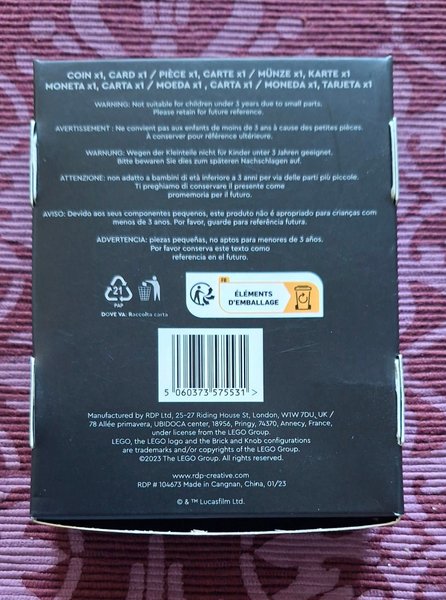 COIN x1, CARD x1 / PIÈCE x1, CARTE x1 / MÜNZE x1, KARTE x1
MONETA x1, CARTA x1 / MOEDA x1 , CARTA x1 / MONEDA x1, TARJETA x1
WARNING: Not suitable for children under 3 years due to small parts.
Please retain for future reference.
AVERTISSEMENT : Ne convient pas aux enfants de moins de 3 ans à cause des petites pièces.
À conserver pour référence ultérieure.
WARNUNG: Wegen der Kleinteile nicht für Kinder unter 3 Jahren geeignet.
Bitte bewaren Sie dies zum späteren Nachschlagen auf.
ATTENZIONE: non adatto a bambini di età inferiore a 3 anni per via delle parti più piccole.
Ti preghiamo di conservare il presente come
promemoria per il futuro.
AVISO: Devido aos seus componentes pequenos, este produto não é apropriado para crianças com
menos de 3 anos. Por favor, guarde para referência futura.
ADVERTENCIA: piezas pequeñas, no aptos para menores de 3 años.
Por favor conserve este texto como
referencia en el futuro.
21
PAP
DOVE VA: Raccolta carta
FR
ÉLÉMENTS
D'EMBALLAGE
5 060373 575531 >
Manufactured by RDP Ltd, 25-27 Riding House St, London, W1W 7DU, UK /
78 Allée primavera, UBIDOCA center, 18956, Pringy, 74370, Annecy, France,
under license from the LEGO Group.
LEGO, the LEGO logo and the Brick and Knob configurations
are trademarks and/or copyrights of the LEGO Group.
©2023 The LEGO Group. All rights reserved.
www.rdp-creative.com
RDP # 104673 Made in Cangnan, China, 01/23
© & ™ Lucasfilm Ltd.